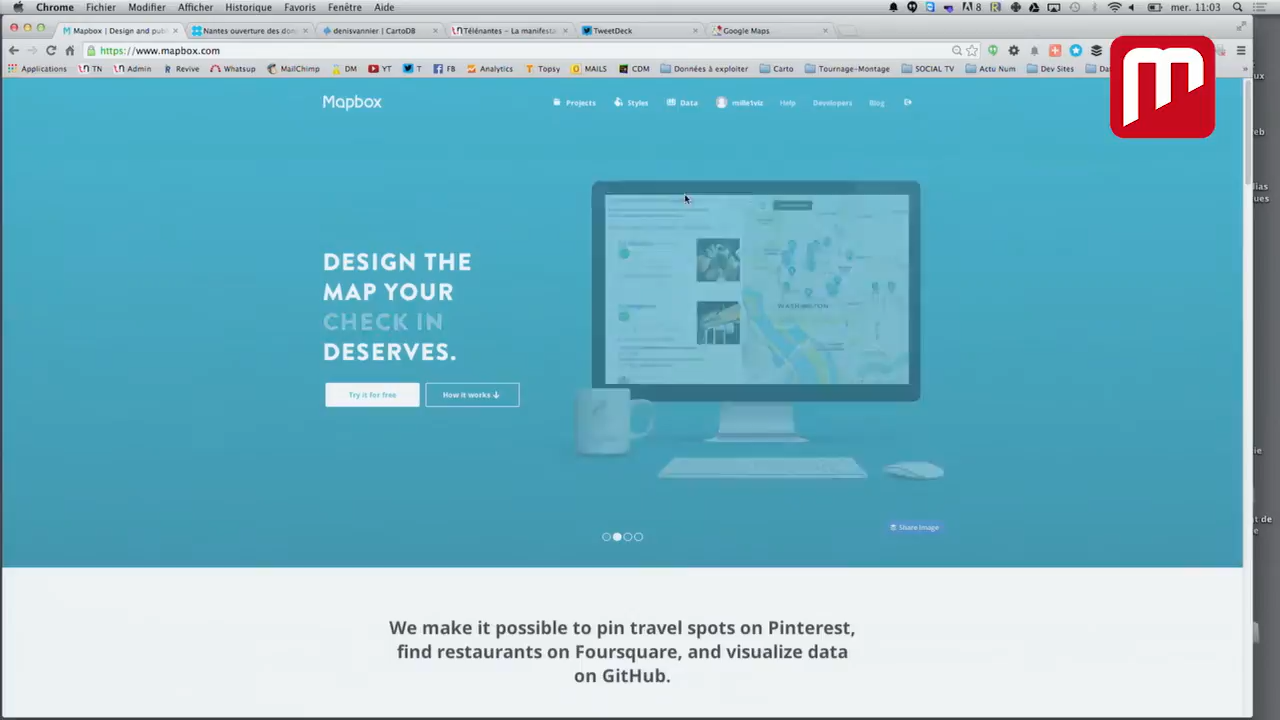 Chrome Fichier Modifier Afficher Historique Favoris Fenêtre Aide
8 mer. 11:03
Mapbox | Design and pub
Nantes ouverture des don
denisvannier | CartoDB
Télénantes – La manifesta
TweetDeck
Google Maps
https://www.mapbox.com
Applications TN Admin Revive Whatsup MailChimp DM YT T FB Analytics Topsy MAILS CDM Données à exploiter Carto Tournage-Montage SOCIAL TV Actu Num Dev Sites
Mapbox
Projects Styles Data mille1viz Help Developers Blog
DESIGN THE
MAP YOUR
CHECK IN
DESERVES.
Try it for free
How it works
WASHINGTON
Share Image
We make it possible to pin travel spots on Pinterest,
find restaurants on Foursquare, and visualize data
on GitHub.